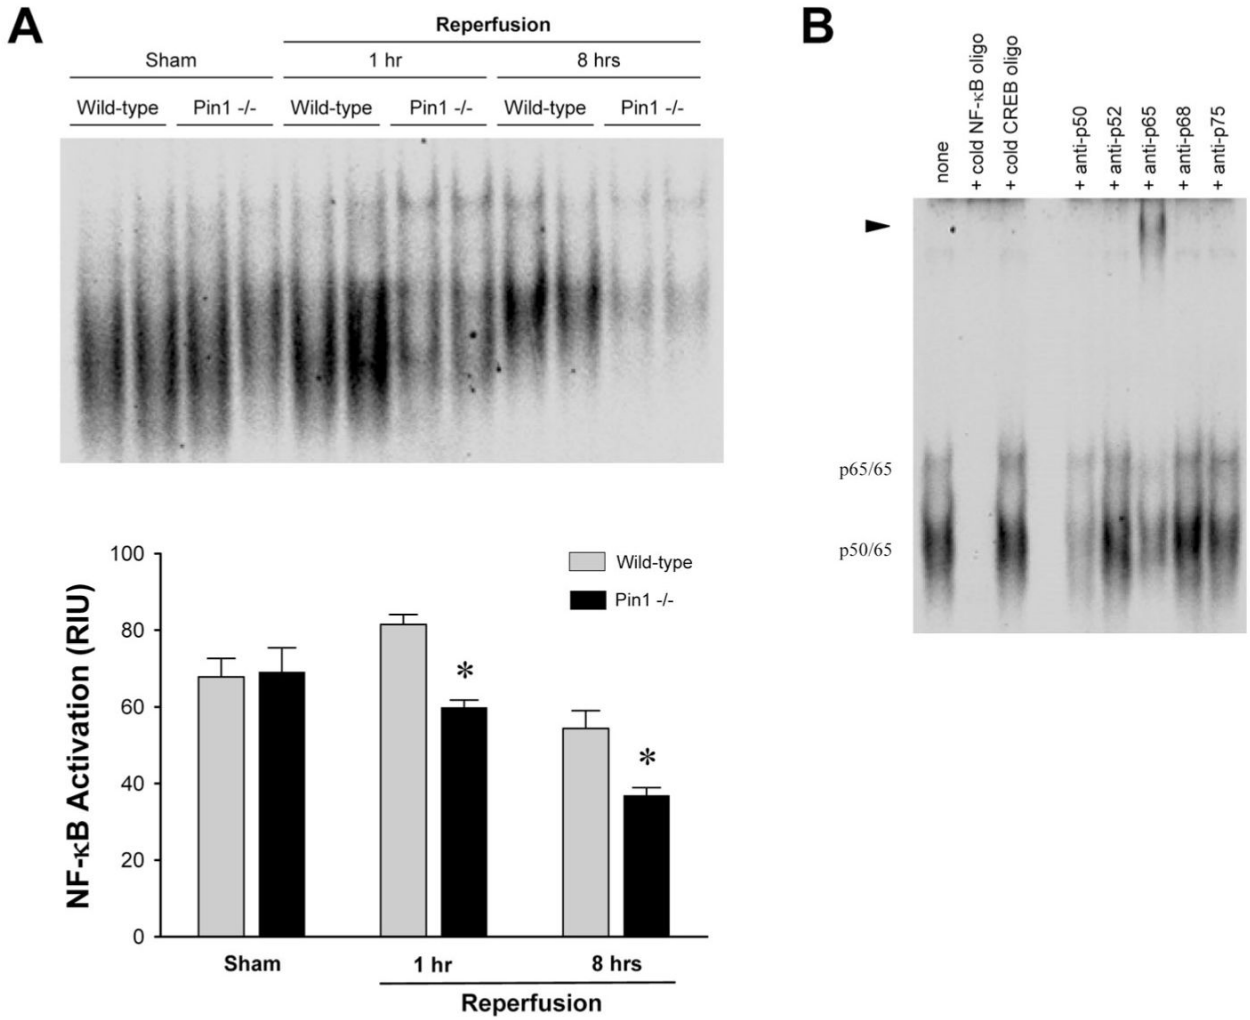 A
Reperfusion
Sham 1 hr 8 hrs
Wild-type Pin1 -/- Wild-type Pin1 -/- Wild-type Pin1 -/-
NF-κB Activation (RIU)
100
80
60
40
20
0
Wild-type
Pin1 -/-
*
*
Sham 1 hr 8 hrs
Reperfusion
B
none
+ cold NF-κB oligo
+ cold CREB oligo
+ anti-p50
+ anti-p52
+ anti-p65
+ anti-p68
+ anti-p75
p65/65
p50/65